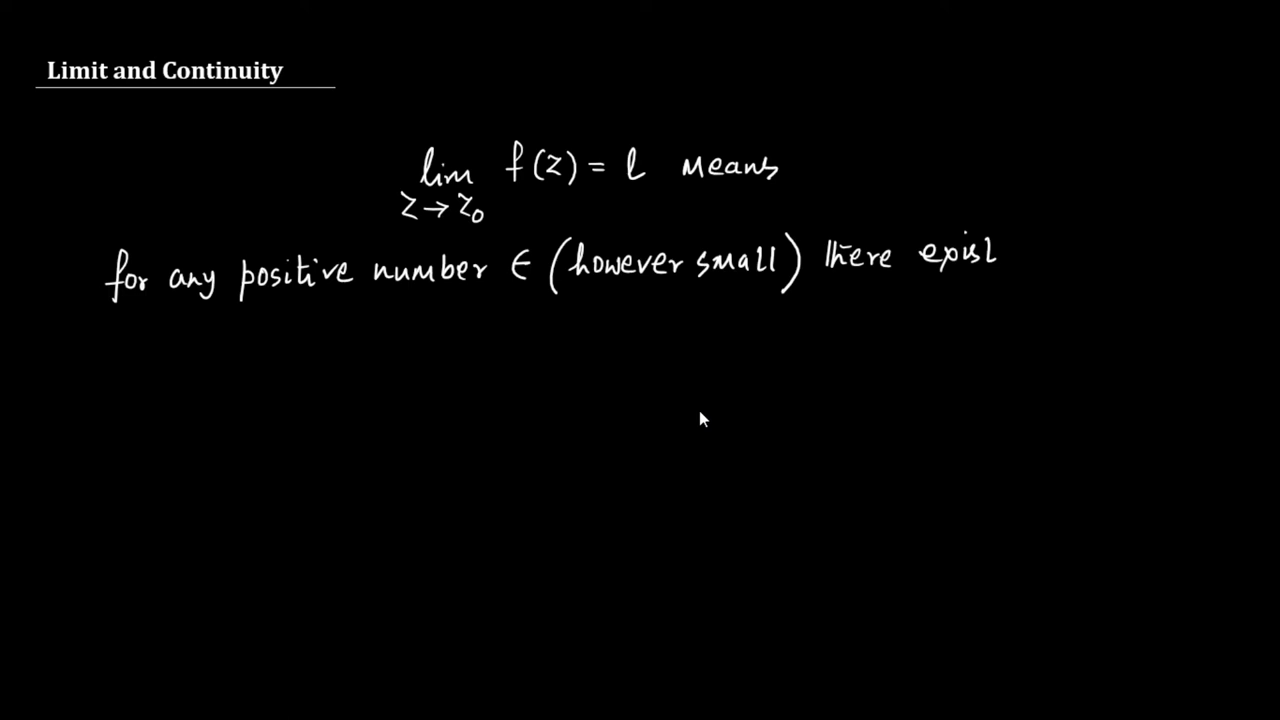 Limit and Continuity
lim f(z) = l means
z→z₀
for any positive number ∈ (however small) there exist